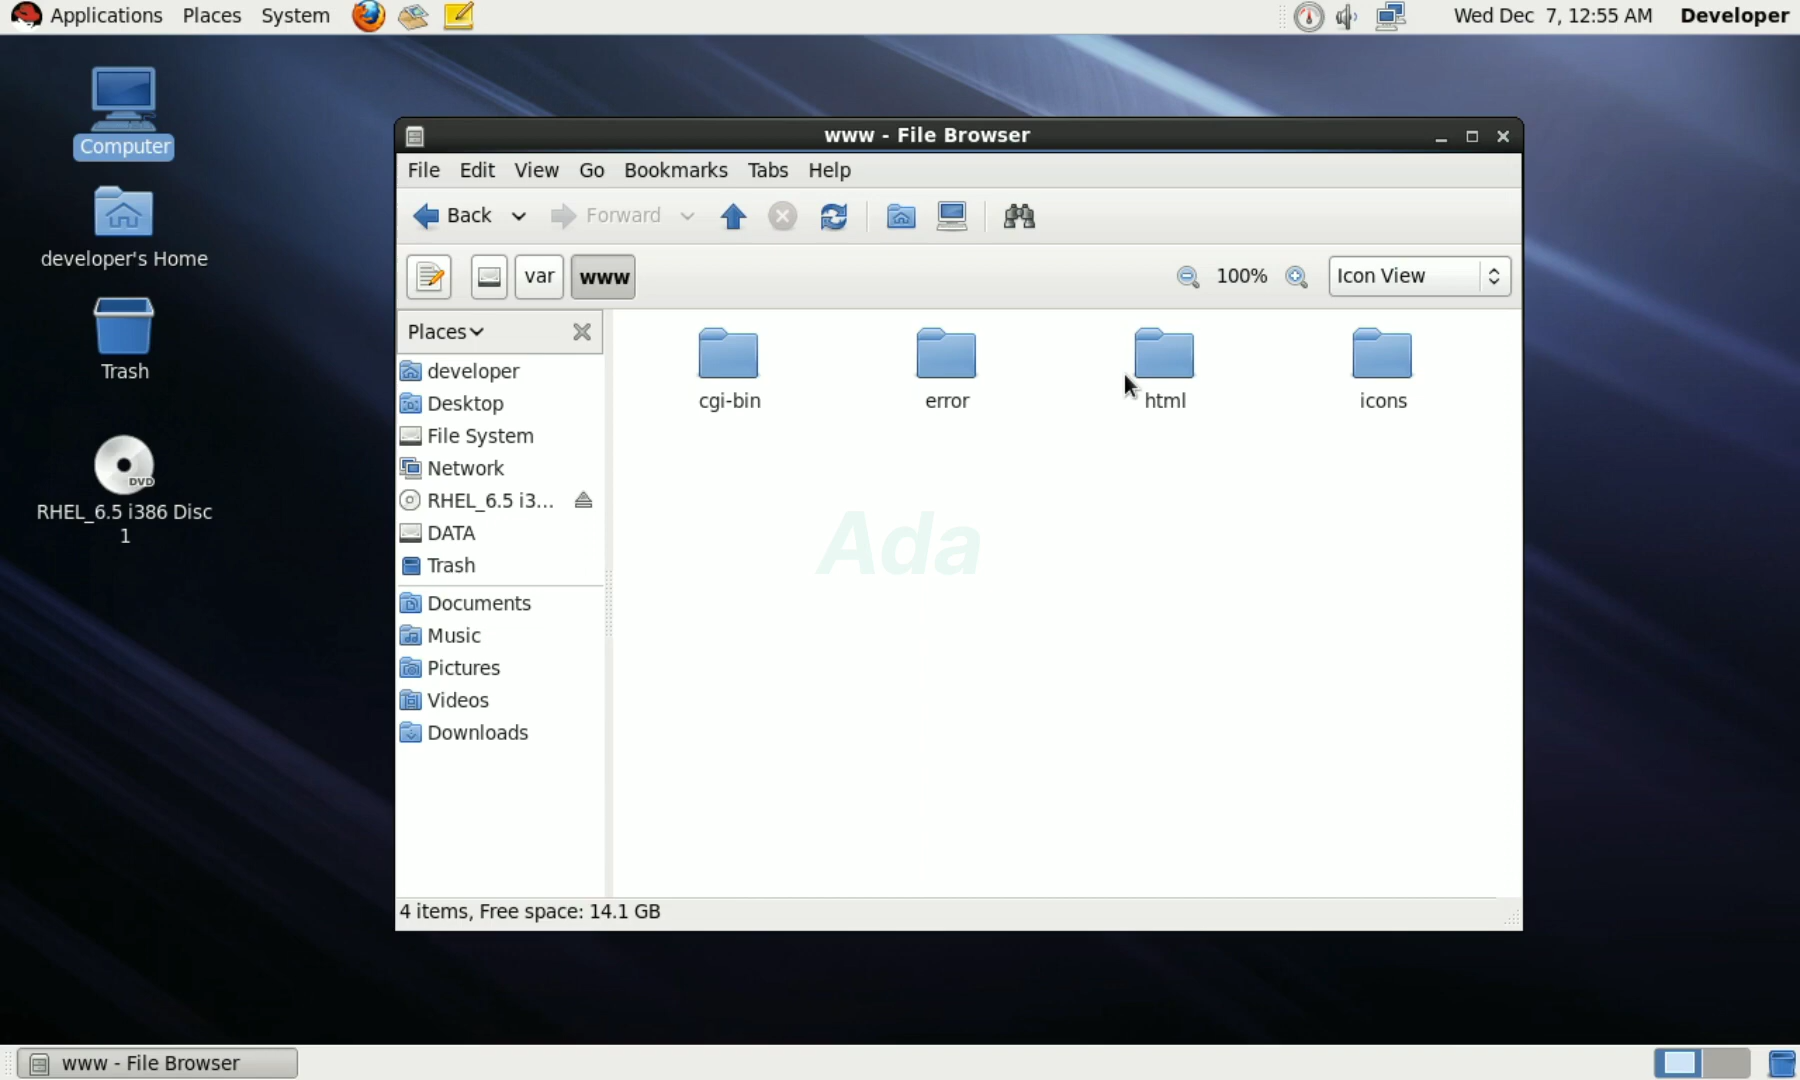 Applications Places System Wed Dec 7, 12:55 AM Developer
Computer
developer's Home
Trash
DVD
RHEL_6.5 i386 Disc
1
www - File Browser
File Edit View Go Bookmarks Tabs Help
Back Forward
var www 100% Icon View
Places
developer
Desktop
File System
Network
RHEL_6.5 i3...
DATA
Trash
Documents
Music
Pictures
Videos
Downloads
cgi-bin error html icons
Ada
4 items, Free space: 14.1 GB
www - File Browser